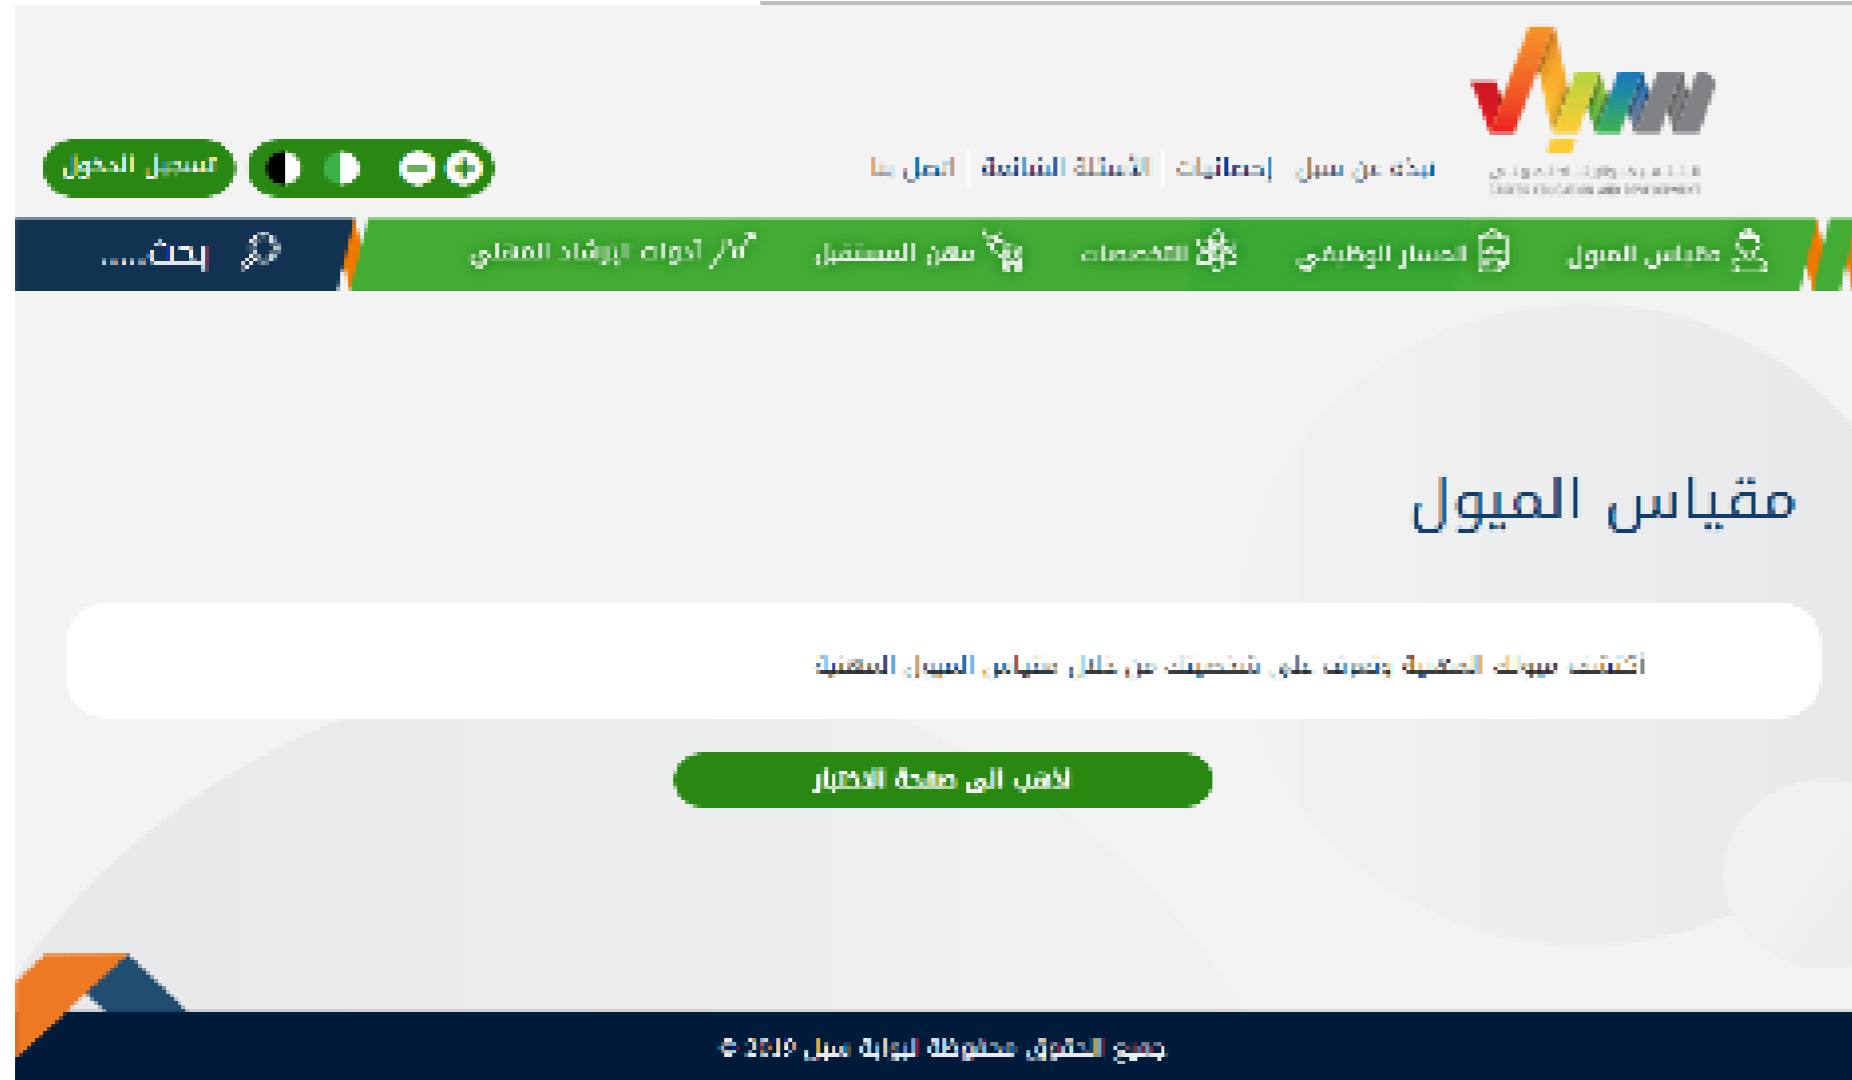 سبل
نبذة عن سبل
إحصائيات
الأسئلة الشائعة
اتصل بنا
تسجيل الدخول
مقياس الميول
المسار الوظيفي
التخصصات
مهن المستقبل
أدوات الإرشاد المهني
بحث.....
مقياس الميول
أكتشف ميولك المهنية وتعرف على شخصيتك من خلال مقياس الميول المهنية
اذهب الى صفحة الاختبار
جميع الحقوق محفوظة لبوابة سبل 2019 ©